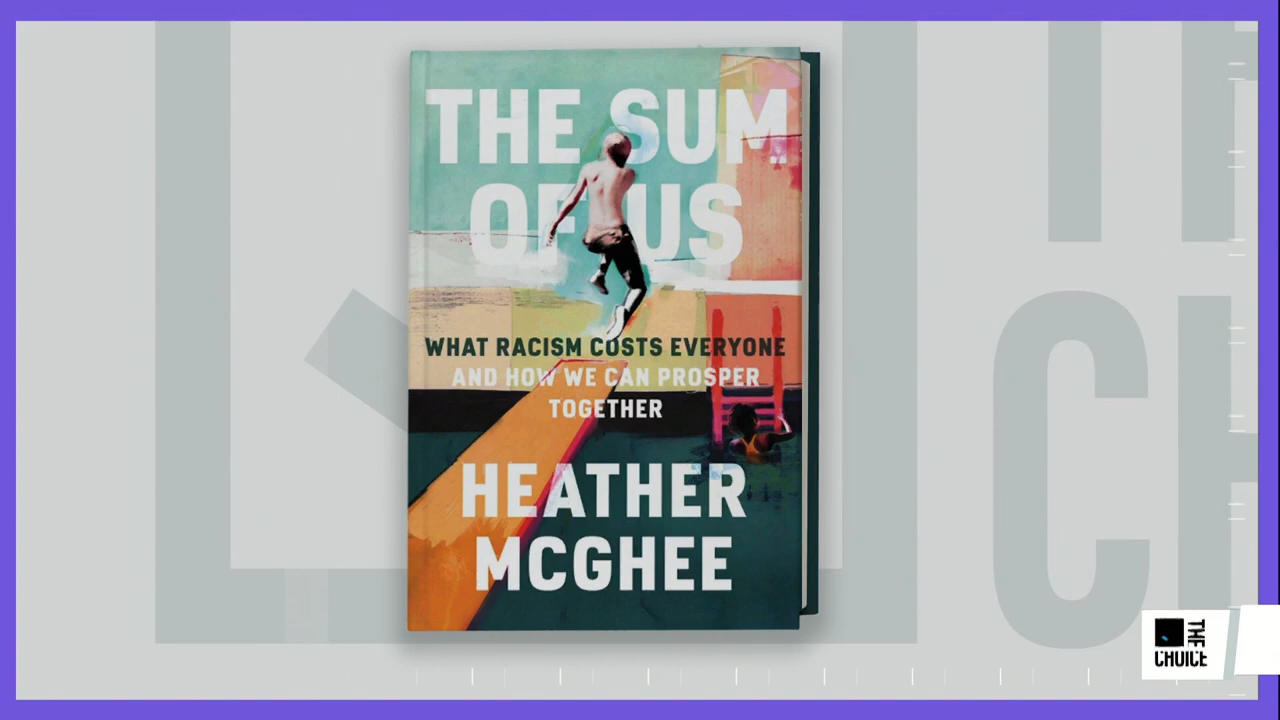 THE SUM
OF US
WHAT RACISM COSTS EVERYONE
AND HOW WE CAN PROSPER
TOGETHER
HEATHER
MCGHEE
THE
CHOICE